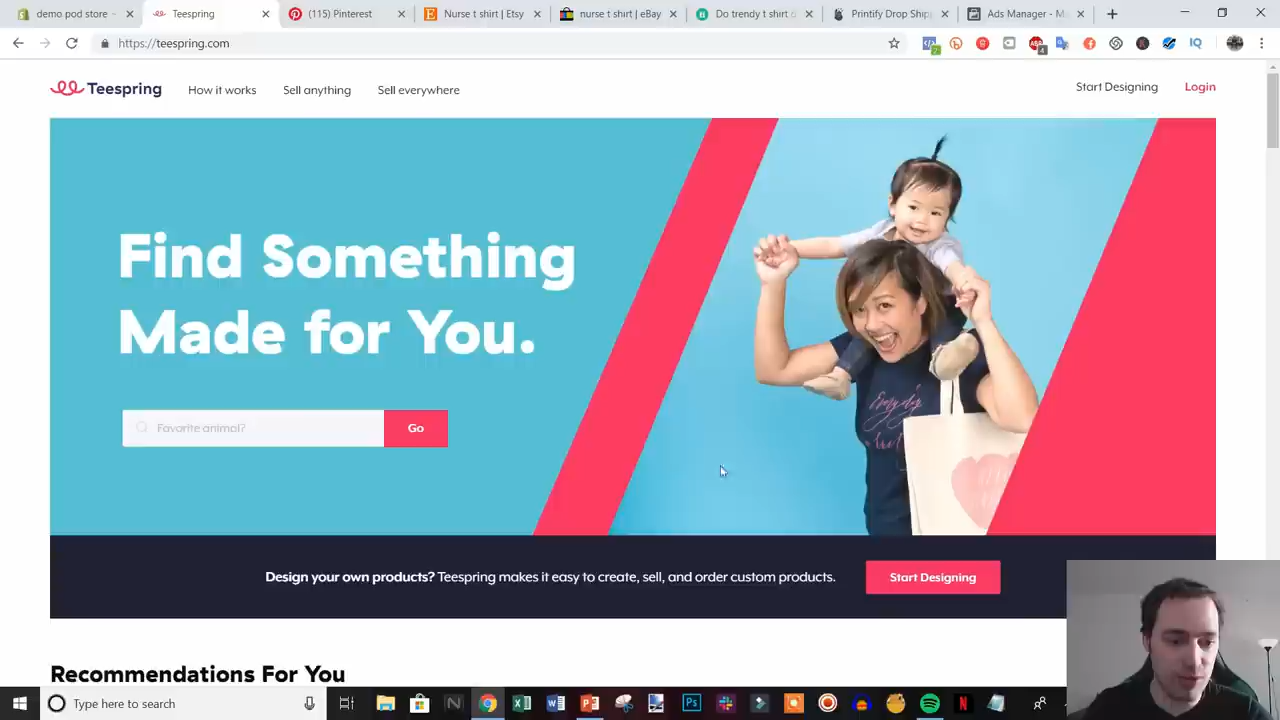 demo pod store -
Teespring
(115) Pinterest
Nurse t shirt | Etsy
nurse t shirt | eBay
Do trendy t shirt d
Printify Drop Ship
Ads Manager - M
https://teespring.com
Teespring
How it works
Sell anything
Sell everywhere
Start Designing
Login
Find Something
Made for You.
Favorite animal?
Go
Design your own products? Teespring makes it easy to create, sell, and order custom products.
Start Designing
Recommendations For You
Type here to search